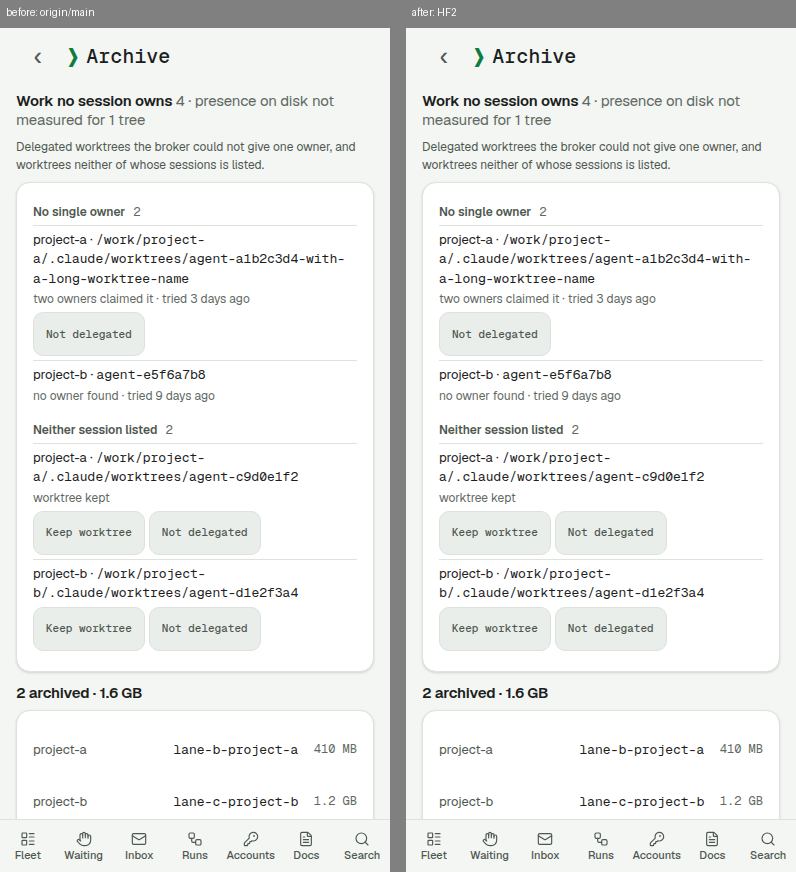 before: origin/main
‹ ❯ Archive
Work no session owns 4 · presence on disk not
measured for 1 tree
Delegated worktrees the broker could not give one owner, and
worktrees neither of whose sessions is listed.
No single owner 2
project-a · /work/project-
a/.claude/worktrees/agent-a1b2c3d4-with-
a-long-worktree-name
two owners claimed it · tried 3 days ago
Not delegated
project-b · agent-e5f6a7b8
no owner found · tried 9 days ago
Neither session listed 2
project-a · /work/project-
a/.claude/worktrees/agent-c9d0e1f2
worktree kept
Keep worktree Not delegated
project-b · /work/project-
b/.claude/worktrees/agent-d1e2f3a4
Keep worktree Not delegated
2 archived · 1.6 GB
project-a lane-b-project-a 410 MB
project-b lane-c-project-b 1.2 GB
Fleet Waiting Inbox Runs Accounts Docs Search
after: HF2
‹ ❯ Archive
Work no session owns 4 · presence on disk not
measured for 1 tree
Delegated worktrees the broker could not give one owner, and
worktrees neither of whose sessions is listed.
No single owner 2
project-a · /work/project-
a/.claude/worktrees/agent-a1b2c3d4-with-
a-long-worktree-name
two owners claimed it · tried 3 days ago
Not delegated
project-b · agent-e5f6a7b8
no owner found · tried 9 days ago
Neither session listed 2
project-a · /work/project-
a/.claude/worktrees/agent-c9d0e1f2
worktree kept
Keep worktree Not delegated
project-b · /work/project-
b/.claude/worktrees/agent-d1e2f3a4
Keep worktree Not delegated
2 archived · 1.6 GB
project-a lane-b-project-a 410 MB
project-b lane-c-project-b 1.2 GB
Fleet Waiting Inbox Runs Accounts Docs Search